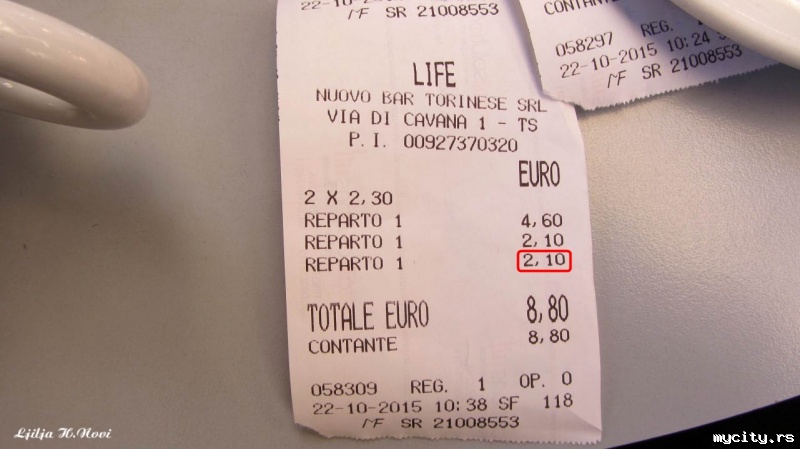 22-10-2015
SR 21008553
LIFE
NUOVO BAR TORINESE SRL
VIA DI CAVANA 1 - TS
P. I. 00927370320
EURO
2 X 2,30
REPARTO 1 4,60
REPARTO 1 2,10
REPARTO 1 2,10
TOTALE EURO 8,80
CONTANTE 8,80
058309 REG. 1 OP. 0
22-10-2015 10:38 SF 118
MF SR 21008553
CONTANTE
058297 REG.
22-10-2015 10:24
MF SR 21008553
Ljilja H.Novi
mycity.rs